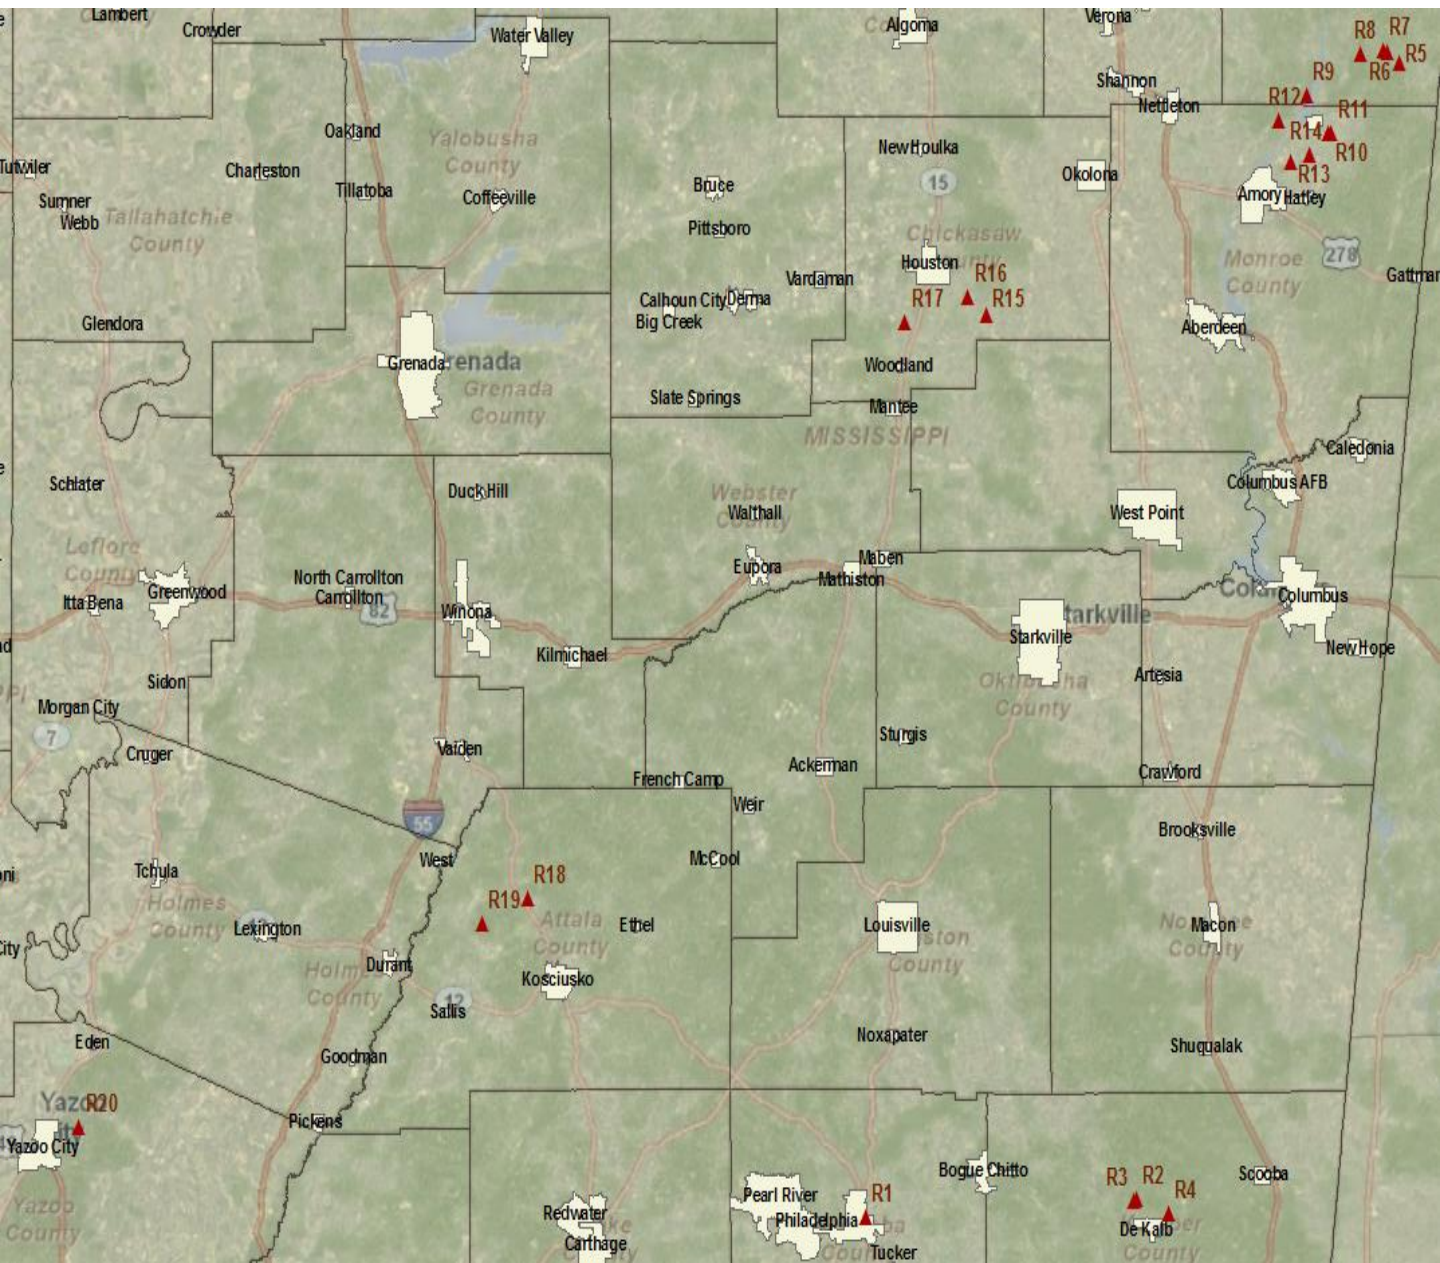 Lambert
Crowder
Water Valley
Algoma
Verona
R8
R7
R5
R6
Shannon
Nettleton
R9
R12
R11
R14
R10
R13
Oakland
Yalobusha
County
New Houlka
Tutwiler
Charleston
Tillatoba
Coffeeville
Bruce
15
Okolona
Amory
Hatley
Sumner
Webb
Tallahatchie
County
Pittsboro
Chickasaw
Houston
Monroe
County
278
Gattman
Vardaman
R16
R17
R15
Calhoun City
Derma
Big Creek
Glendora
Aberdeen
Grenada
Grenada
County
Woodland
Slate Springs
Mantee
MISSISSIPPI
Caledonia
Schlater
Duck Hill
Webster
County
Walthall
Columbus AFB
West Point
Leflore
County
Greenwood
Itta Bena
North Carrollton
Carrollton
82
Winona
Eupora
Maben
Mathiston
Columbus
Starkville
Kilmichael
New Hope
Sidon
Artesia
County
Morgan City
7
Cruger
Vaiden
Sturgis
French Camp
Ackerman
Crawford
Weir
55
Brooksville
West
McCool
Tchula
R18
R19
Holmes
County
Lexington
Attala
County
Ethel
Louisville
County
Macon
County
Durant
Holmes
County
Kosciusko
12
Sallis
Noxapater
Eden
Goodman
Shuqualak
R20
Pickens
Yazoo City
Yazoo
County
Bogue Chitto
Scooba
Pearl River
R1
R3
R2
R4
Redwater
Philadelphia
De Kalb
Carthage
Tucker
County